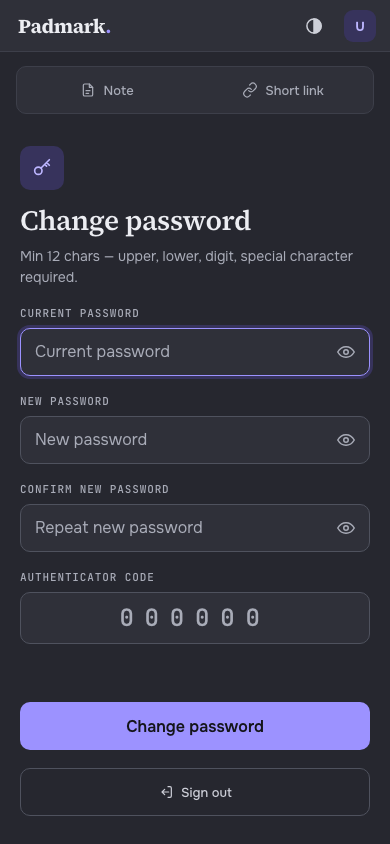 Padmark.
U
Note
Short link
Change password
Min 12 chars — upper, lower, digit, special character
required.
CURRENT PASSWORD
Current password
NEW PASSWORD
New password
CONFIRM NEW PASSWORD
Repeat new password
AUTHENTICATOR CODE
000000
Change password
Sign out